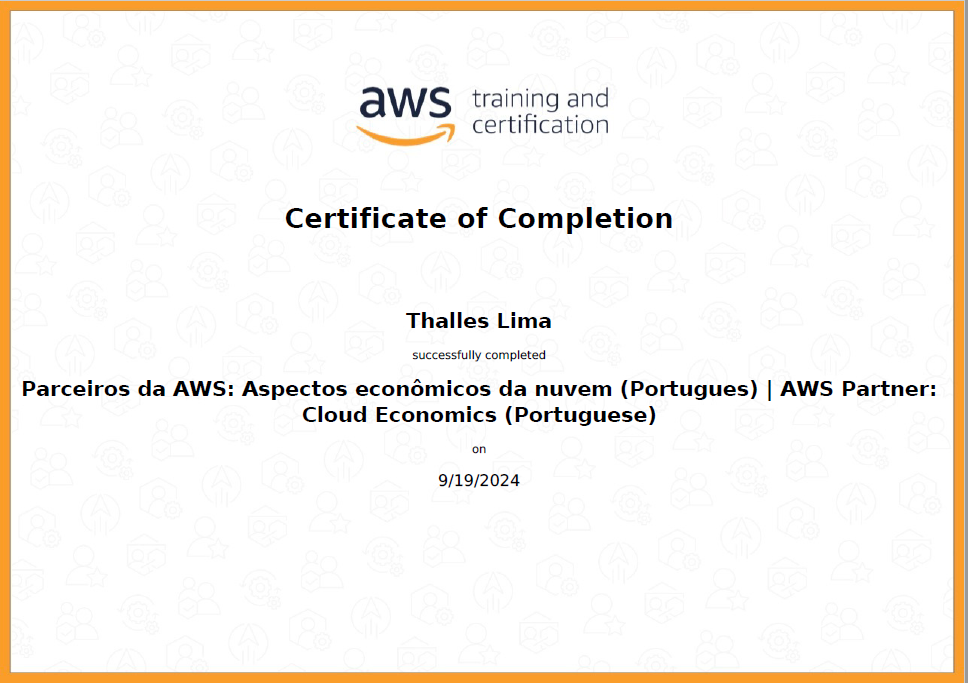 aws training and
certification
Certificate of Completion
Thalles Lima
successfully completed
Parceiros da AWS: Aspectos econômicos da nuvem (Portugues) | AWS Partner:
Cloud Economics (Portuguese)
on
9/19/2024